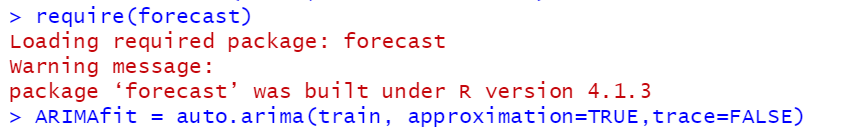 > require(forecast)
Loading required package: forecast
Warning message:
package ‘forecast’ was built under R version 4.1.3
> ARIMAfit = auto.arima(train, approximation=TRUE,trace=FALSE)